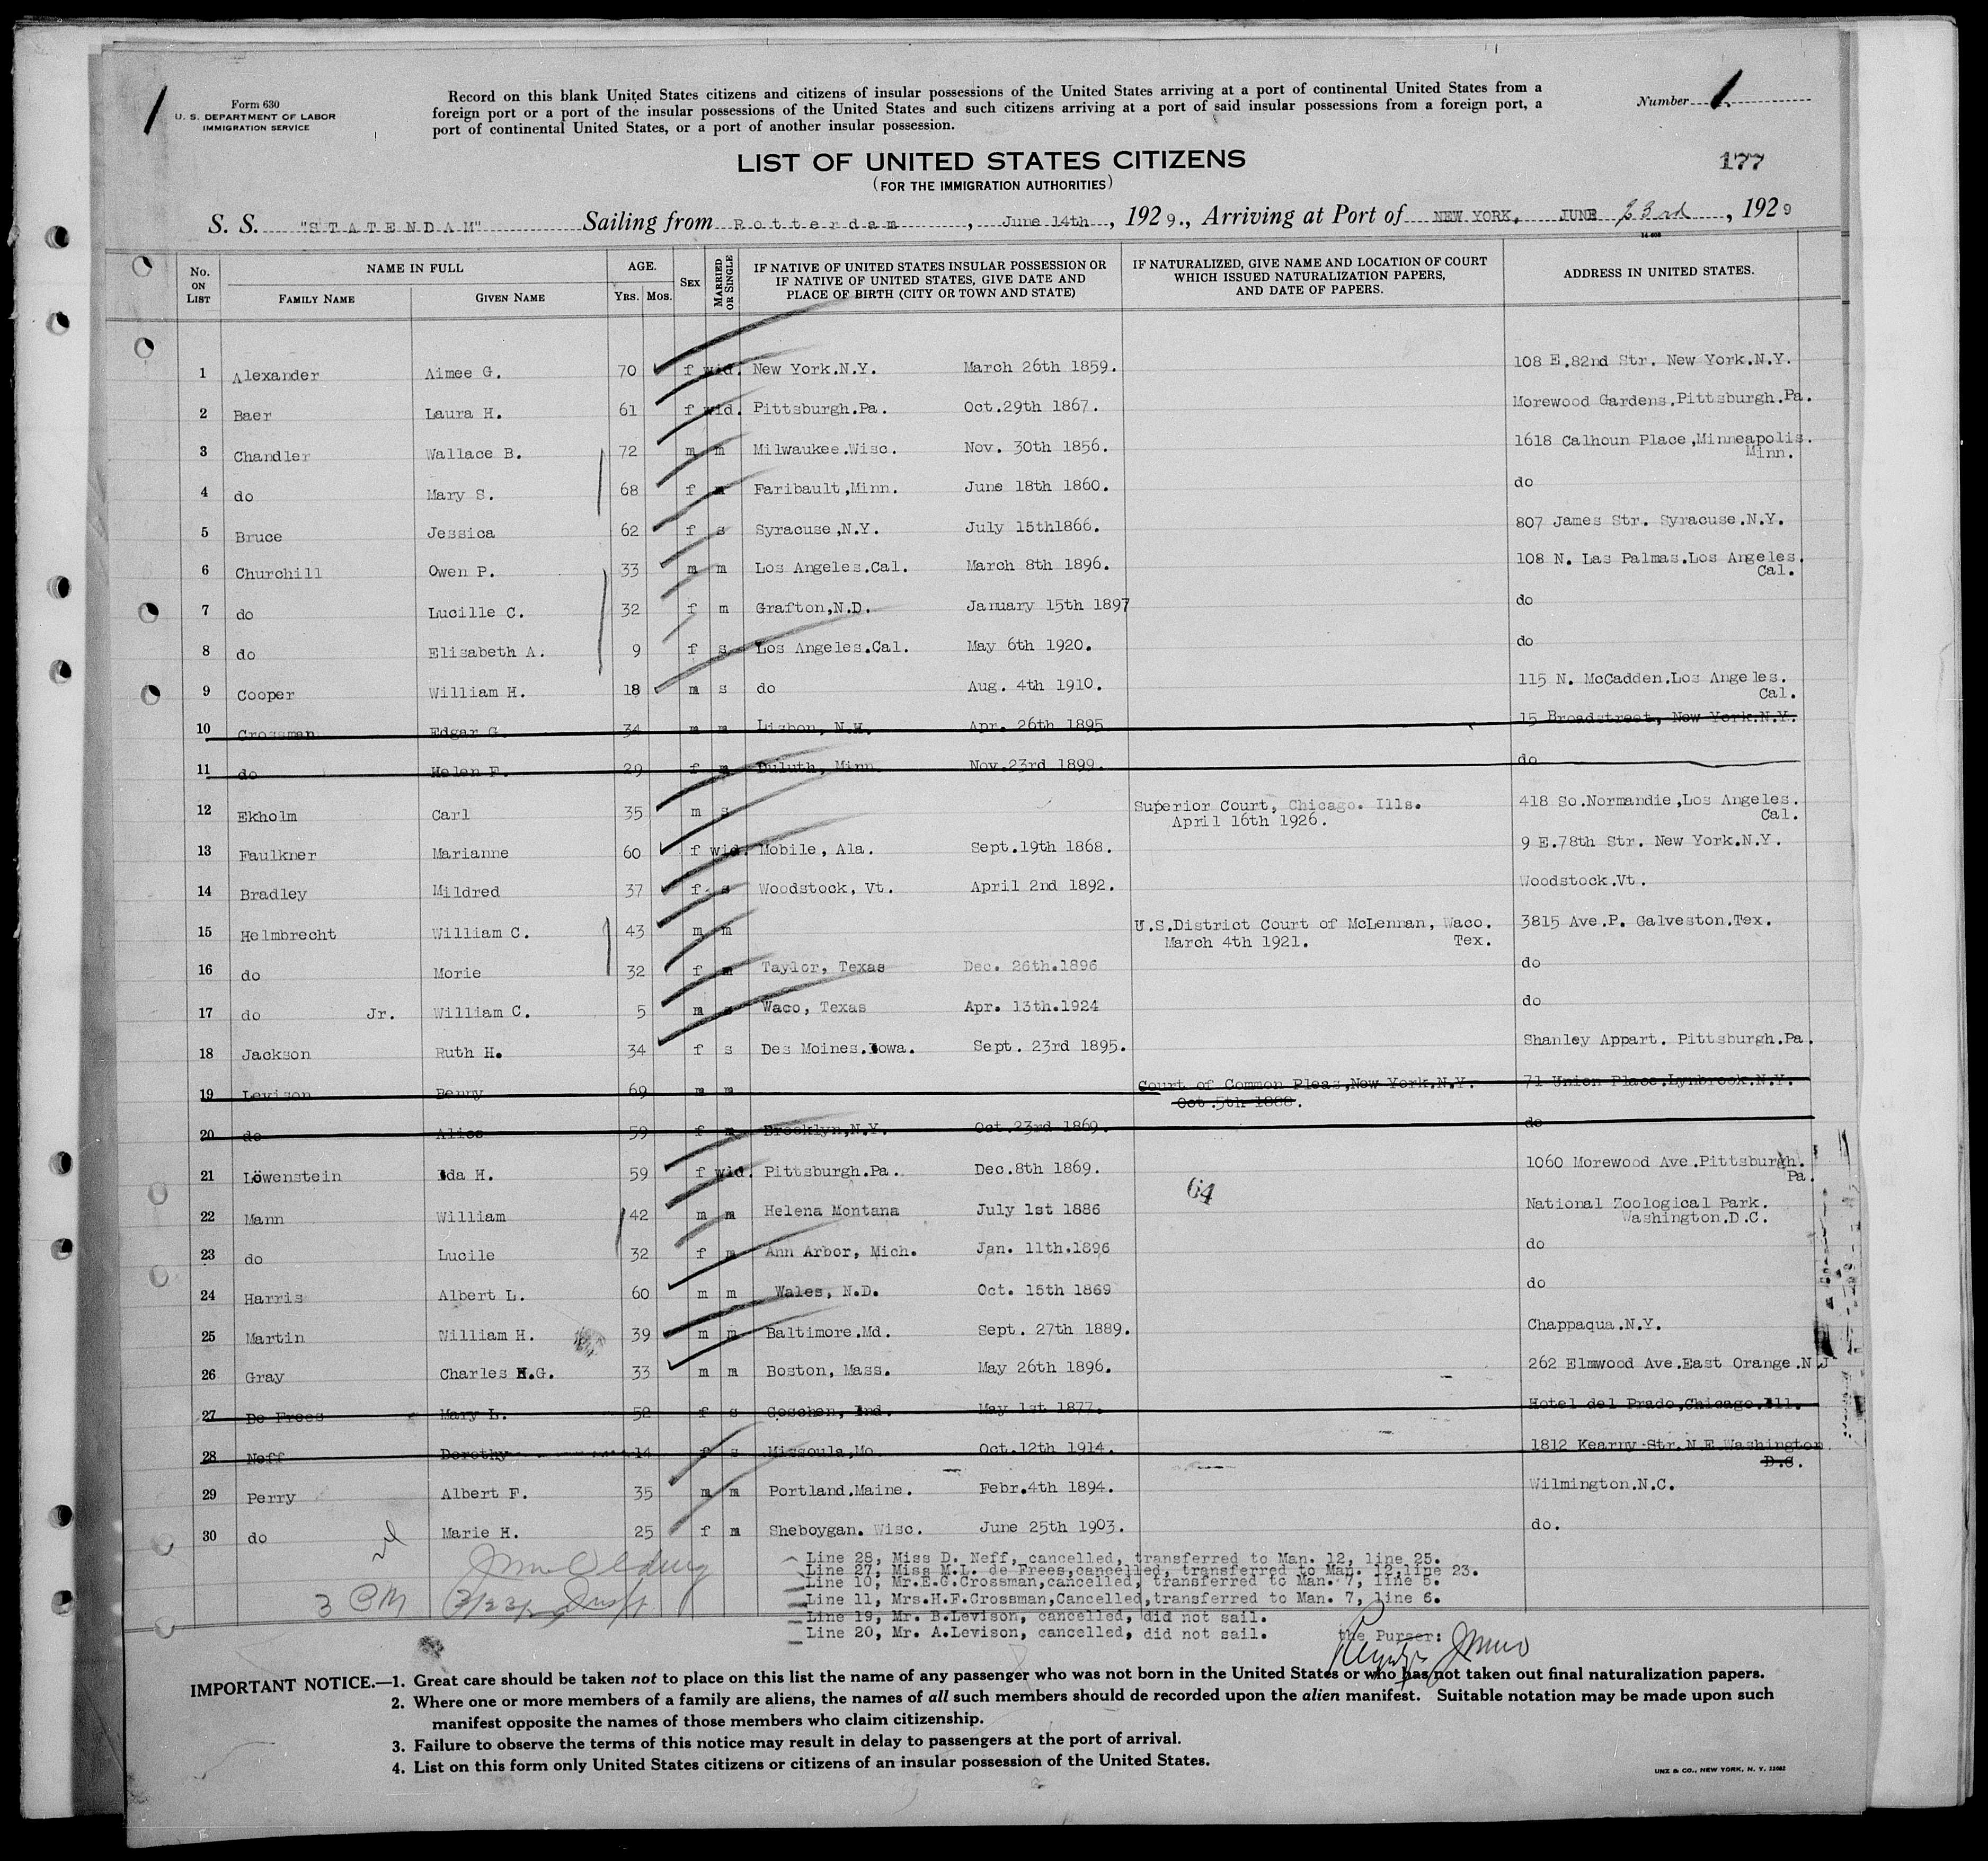 Form 630
U. S. DEPARTMENT OF LABOR
IMMIGRATION SERVICE
Record on this blank United States citizens and citizens of insular possessions of the United States arriving at a port of continental United States from a
foreign port or a port of the insular possessions of the United States and such citizens arriving at a port of said insular possessions from a foreign port, a
port of continental United States, or a port of another insular possession.
Number 1.
LIST OF UNITED STATES CITIZENS
(FOR THE IMMIGRATION AUTHORITIES)
177
S. S. "STATENDAM" Sailing from Rotterdam, June 14th, 1929., Arriving at Port of NEW YORK, JUNE 23rd, 1929
No. ON LIST NAME IN FULL FAMILY NAME GIVEN NAME AGE. YRS. MOS. SEX MARRIED OR SINGLE IF NATIVE OF UNITED STATES INSULAR POSSESSION OR IF NATIVE OF UNITED STATES, GIVE DATE AND PLACE OF BIRTH (CITY OR TOWN AND STATE) IF NATURALIZED, GIVE NAME AND LOCATION OF COURT WHICH ISSUED NATURALIZATION PAPERS, AND DATE OF PAPERS. ADDRESS IN UNITED STATES.
1 Alexander Aimee G. 70 f wid. New York.N.Y. March 26th 1859. 108 E.82nd Str. New York.N.Y.
2 Baer Laura H. 61 f wid. Pittsburgh.Pa. Oct.29th 1867. Morewood Gardens.Pittsburgh.Pa.
3 Chandler Wallace B. 72 m m Milwaukee.Wisc. Nov. 30th 1856. 1618 Calhoun Place,Minneapolis.
Minn.
4 do Mary S. 68 f m Faribault,Minn. June 18th 1860. do
5 Bruce Jessica 62 f s Syracuse,N.Y. July 15th1866. 807 James Str. Syracuse.N.Y.
6 Churchill Owen P. 33 m m Los Angeles.Cal. March 8th 1896. 108 N. Las Palmas.Los Angeles.
Cal.
7 do Lucille C. 32 f m Grafton,N.D. January 15th 1897 do
8 do Elisabeth A. 9 f s Los Angeles.Cal. May 6th 1920. do
9 Cooper William H. 18 m s do Aug. 4th 1910. 115 N. McCadden.Los Angeles.
Cal.
10 Crossman Edgar G. 34 m m Lisbon, N.H. Apr. 26th 1895 15 Broadstreet, New York.N.Y.
11 do Helen F. 29 f m Duluth, Minn Nov.23rd 1899. do
12 Ekholm Carl 35 m s Superior Court, Chicago. Ills. 418 So.Normandie,Los Angeles.
April 16th 1926. Cal.
13 Faulkner Marianne 60 f wid. Mobile, Ala. Sept.19th 1868. 9 E.78th Str. New York.N.Y.
14 Bradley Mildred 37 f s Woodstock, Vt. April 2nd 1892. Woodstock.Vt.
15 Helmbrecht William C. 43 m m U.S.District Court of McLennan, Waco. 3815 Ave.P. Galveston.Tex.
March 4th 1921. Tex.
16 do Morie 32 f m Taylor, Texas Dec. 26th.1896 do
17 do Jr. William C. 5 m s Waco, Texas Apr. 13th.1924 do
18 Jackson Ruth H. 34 f s Des Moines.Iowa. Sept. 23rd 1895. Shanley Appart. Pittsburgh.Pa.
19 Levison Benny 69 m m Court of Common Pleas,New York.N.Y. 71 Union Place.Lynbrook.N.Y.
Oct.5th 1888.
20 do Alice 59 f m Brooklyn,N.Y. Oct.23rd 1869. do
21 Löwenstein Ida H. 59 f wid. Pittsburgh.Pa. Dec.8th 1869. 1060 Morewood Ave.Pittsburgh.
Pa.
64
22 Mann William 42 m m Helena Montana July 1st 1886 National Zoological Park.
Washington.D.C.
23 do Lucile 32 f m Ann Arbor, Mich. Jan. 11th.1896 do
24 Harris Albert L. 60 m m Wales, N.D. Oct. 15th 1869 do
25 Martin William H. 39 m m Baltimore.Md. Sept. 27th 1889. Chappaqua.N.Y.
26 Gray Charles H.G. 33 m m Boston, Mass. May 26th 1896. 262 Elmwood Ave.East Orange.N.J
27 De Frees Mary L. 52 f s Goschen, Ind. May 1st 1877. Hotel del Prado,Chicago.Ill.
28 Neff Dorothy 14 f s Missoula,Mo. Oct.12th 1914. 1812 Kearny Str.N.E.Washington
D.C.
29 Perry Albert F. 35 m m Portland.Maine. Febr.4th 1894. Wilmington.N.C.
30 do Marie H. 25 f m Sheboygan. Wisc. June 25th 1903. do.
Line 28, Miss D. Neff, cancelled, transferred to Man. 12, line 25.
Line 27, Miss M.L. de Frees,cancelled, transferred to Man. 12,line 23.
Line 10, Mr.E.G.Crossman,cancelled, transferred to Man. 7, line 5.
Line 11, Mrs.H.F.Crossman,Cancelled,transferred to Man. 7, line 6.
Line 19, Mr. B.Levison, cancelled, did not sail.
Line 20, Mr. A.Levison, cancelled, did not sail. the Purser:
IMPORTANT NOTICE.—1. Great care should be taken not to place on this list the name of any passenger who was not born in the United States or who has not taken out final naturalization papers.
2. Where one or more members of a family are aliens, the names of all such members should de recorded upon the alien manifest. Suitable notation may be made upon such
manifest opposite the names of those members who claim citizenship.
3. Failure to observe the terms of this notice may result in delay to passengers at the port of arrival.
4. List on this form only United States citizens or citizens of an insular possession of the United States.
UNZ & CO., NEW YORK, N. Y. 22082